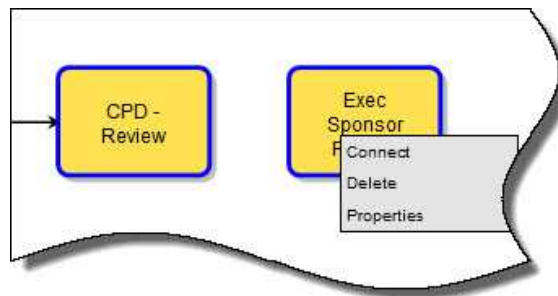 CPD -
Review
Exec
Sponsor
Connect
Delete
Properties